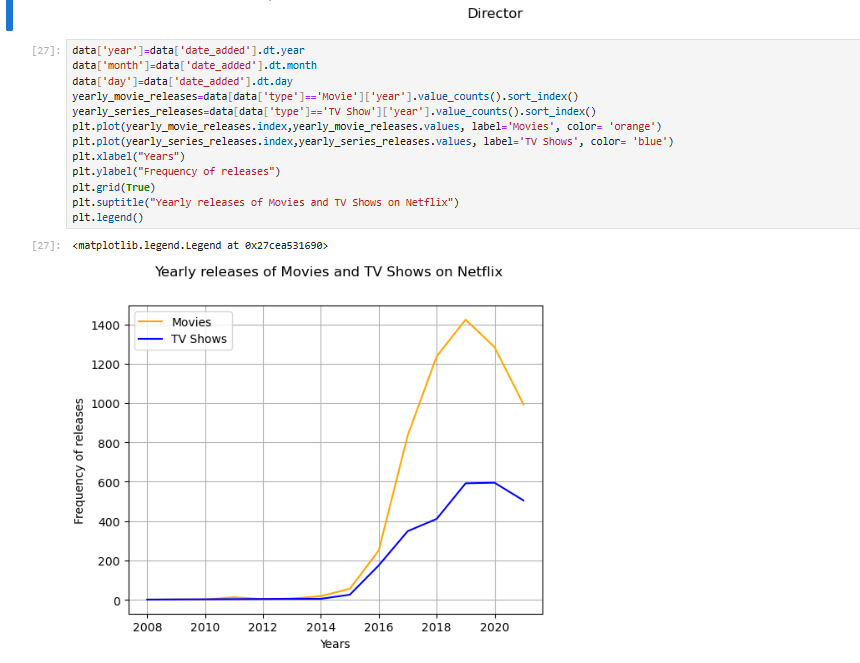 Director
[27]: data['year']=data['date_added'].dt.year
data['month']=data['date_added'].dt.month
data['day']=data['date_added'].dt.day
yearly_movie_releases=data[data['type']=='Movie']['year'].value_counts().sort_index()
yearly_series_releases=data[data['type']=='TV Show']['year'].value_counts().sort_index()
plt.plot(yearly_movie_releases.index,yearly_movie_releases.values, label='Movies', color= 'orange')
plt.plot(yearly_series_releases.index,yearly_series_releases.values, label='TV Shows', color= 'blue')
plt.xlabel("Years")
plt.ylabel("Frequency of releases")
plt.grid(True)
plt.suptitle("Yearly releases of Movies and TV Shows on Netflix")
plt.legend()
[27]: <matplotlib.legend.Legend at 0x27cea531690>
Yearly releases of Movies and TV Shows on Netflix
Movies
TV Shows
Frequency of releases
1400
1200
1000
800
600
400
200
0
2008 2010 2012 2014 2016 2018 2020
Years